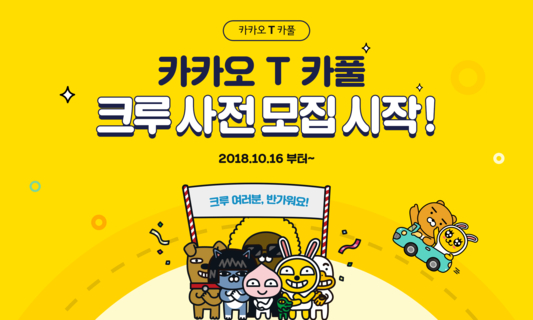 카카오 T 카풀
카카오 T 카풀
크루 사전 모집 시작!
2018.10.16 부터~
크루 여러분, 반가워요!